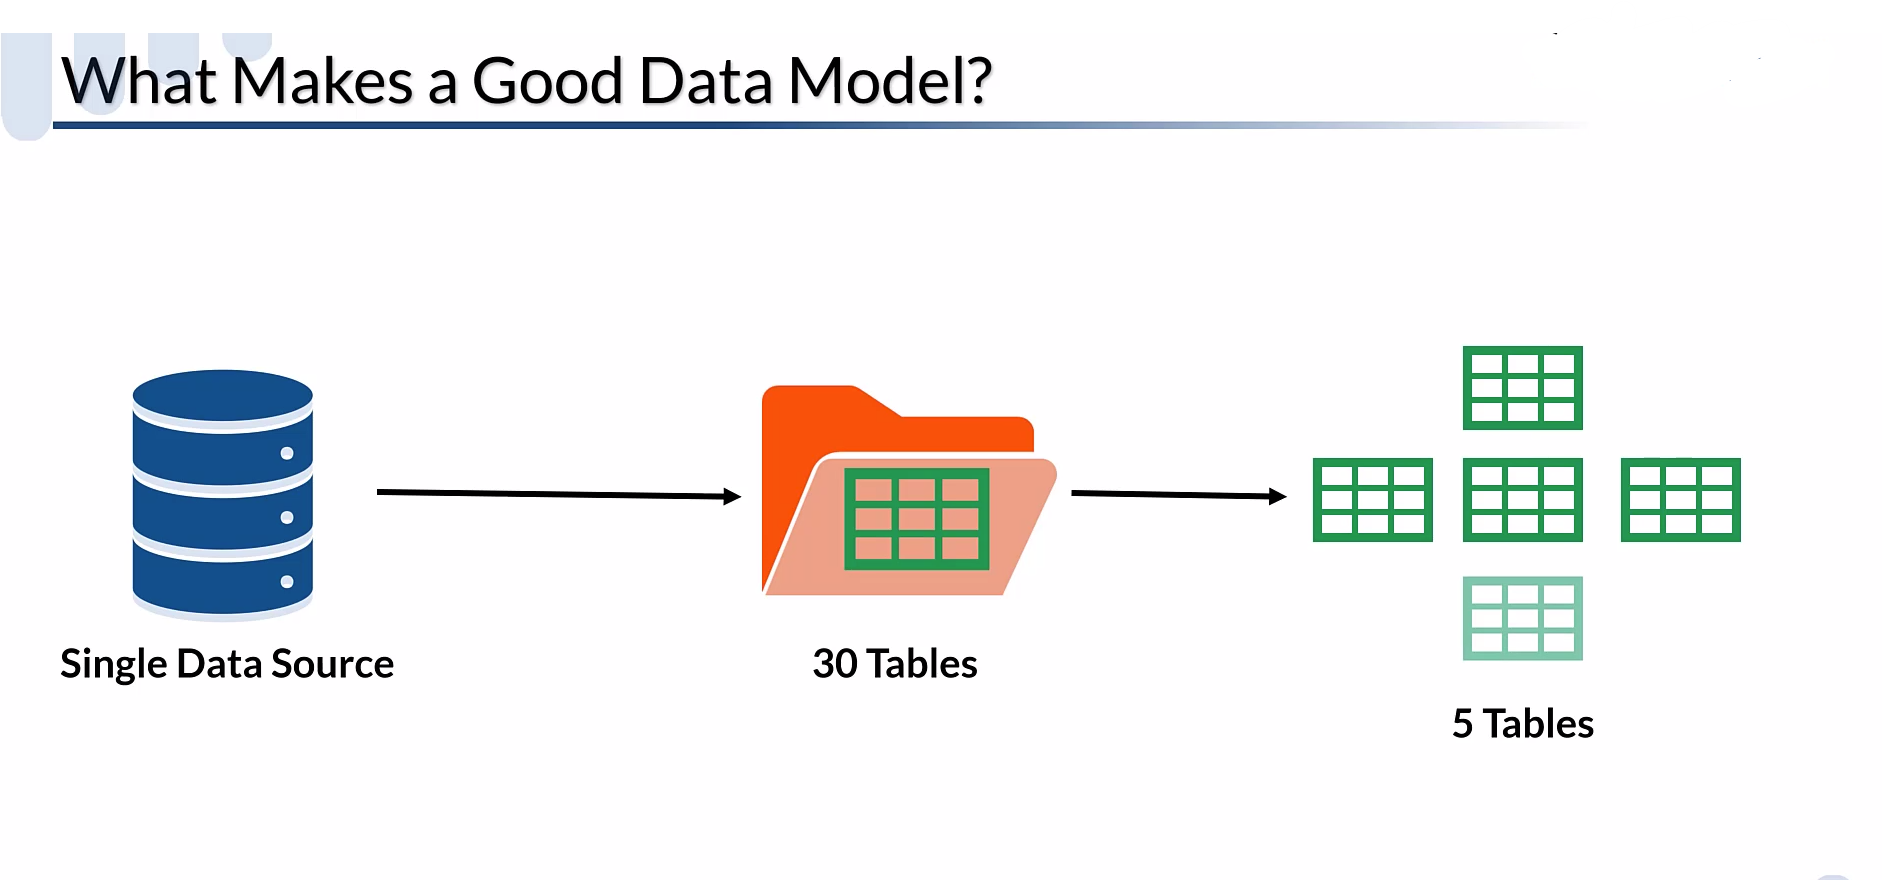 What Makes a Good Data Model?
Single Data Source
30 Tables
5 Tables